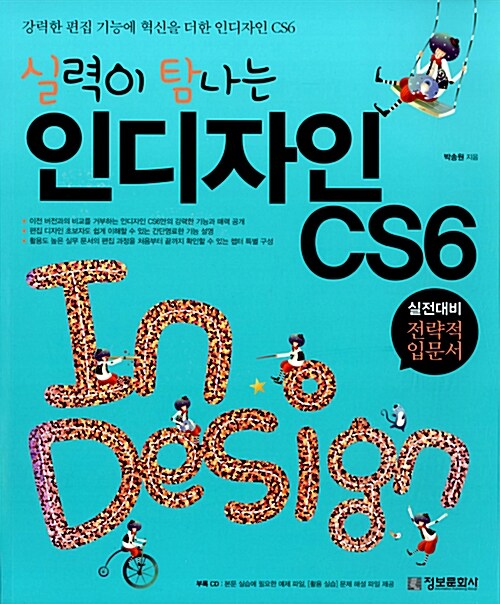 강력한 편집 기능에 혁신을 더한 인디자인 CS6
실력이 탐나는
박송원 지음
인디자인
CS6
이전 버전과의 비교를 거부하는 인디자인 CS6만의 강력한 기능과 매력 공개
편집 디자인 초보자도 쉽게 이해할 수 있는 간단명료한 기능 설명
활용도 높은 실무 문서의 편집 과정을 처음부터 끝까지 확인할 수 있는 챕터 특별 구성
실전대비
전략적
입문서
In
Design
부록 CD : 본문 실습에 필요한 예제 파일, [활용 실습] 문제 해설 파일 제공
정보문화사